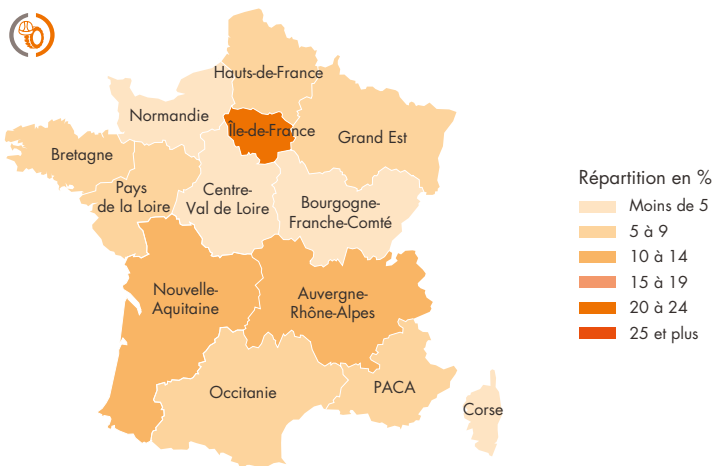 Hauts-de-France
Normandie
Île-de-France
Grand Est
Bretagne
Pays
de la Loire
Centre-
Val de Loire
Bourgogne-
Franche-Comté
Nouvelle-
Aquitaine
Auvergne-
Rhône-Alpes
Occitanie
PACA
Corse
Répartition en %
Moins de 5
5 à 9
10 à 14
15 à 19
20 à 24
25 et plus